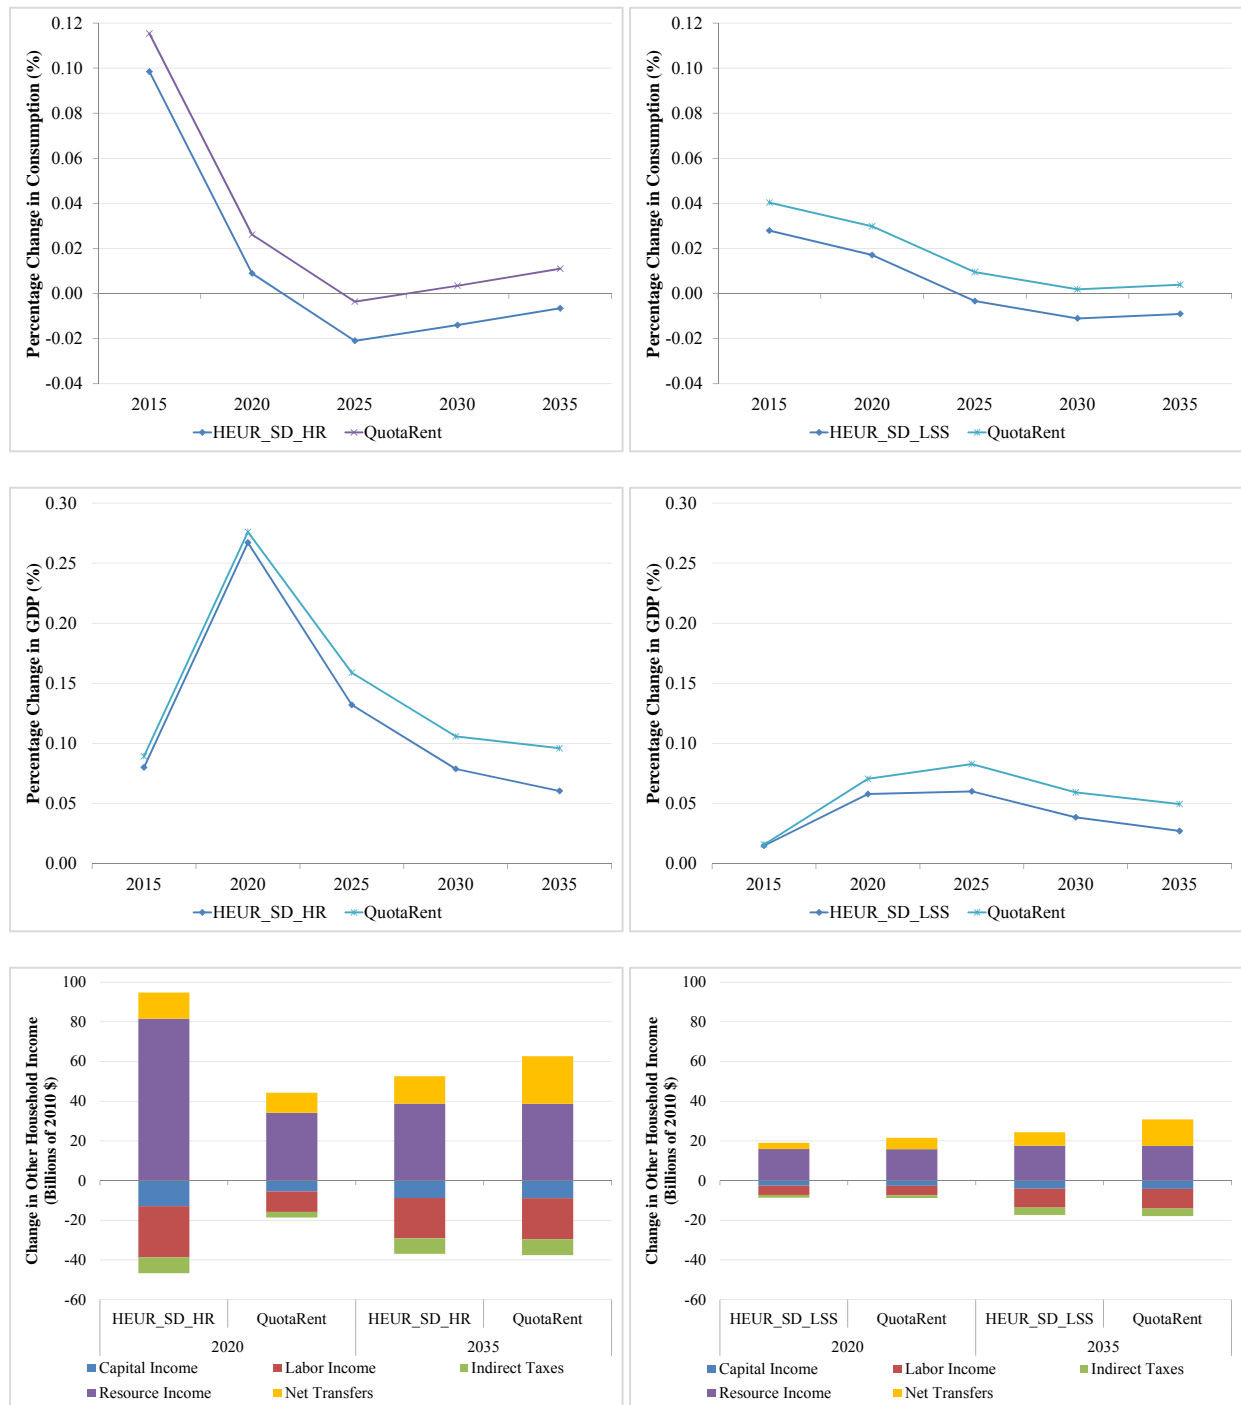 Percentage Change in Consumption (%)
0.12
0.10
0.08
0.06
0.04
0.02
0.00
-0.02
-0.04
2015 2020 2025 2030 2035
HEUR_SD_HR QuotaRent
Percentage Change in Consumption (%)
0.12
0.10
0.08
0.06
0.04
0.02
0.00
-0.02
-0.04
2015 2020 2025 2030 2035
HEUR_SD_LSS QuotaRent
Percentage Change in GDP (%)
0.30
0.25
0.20
0.15
0.10
0.05
0.00
2015 2020 2025 2030 2035
HEUR_SD_HR QuotaRent
Percentage Change in GDP (%)
0.30
0.25
0.20
0.15
0.10
0.05
0.00
2015 2020 2025 2030 2035
HEUR_SD_LSS QuotaRent
Change in Other Household Income
(Billions of 2010 $)
100
80
60
40
20
0
-20
-40
-60
HEUR_SD_HR QuotaRent HEUR_SD_HR QuotaRent
2020 2035
Capital Income Labor Income Indirect Taxes
Resource Income Net Transfers
Change in Other Household Income
(Billions of 2010 $)
100
80
60
40
20
0
-20
-40
-60
HEUR_SD_LSS QuotaRent HEUR_SD_LSS QuotaRent
2020 2035
Capital Income Labor Income Indirect Taxes
Resource Income Net Transfers